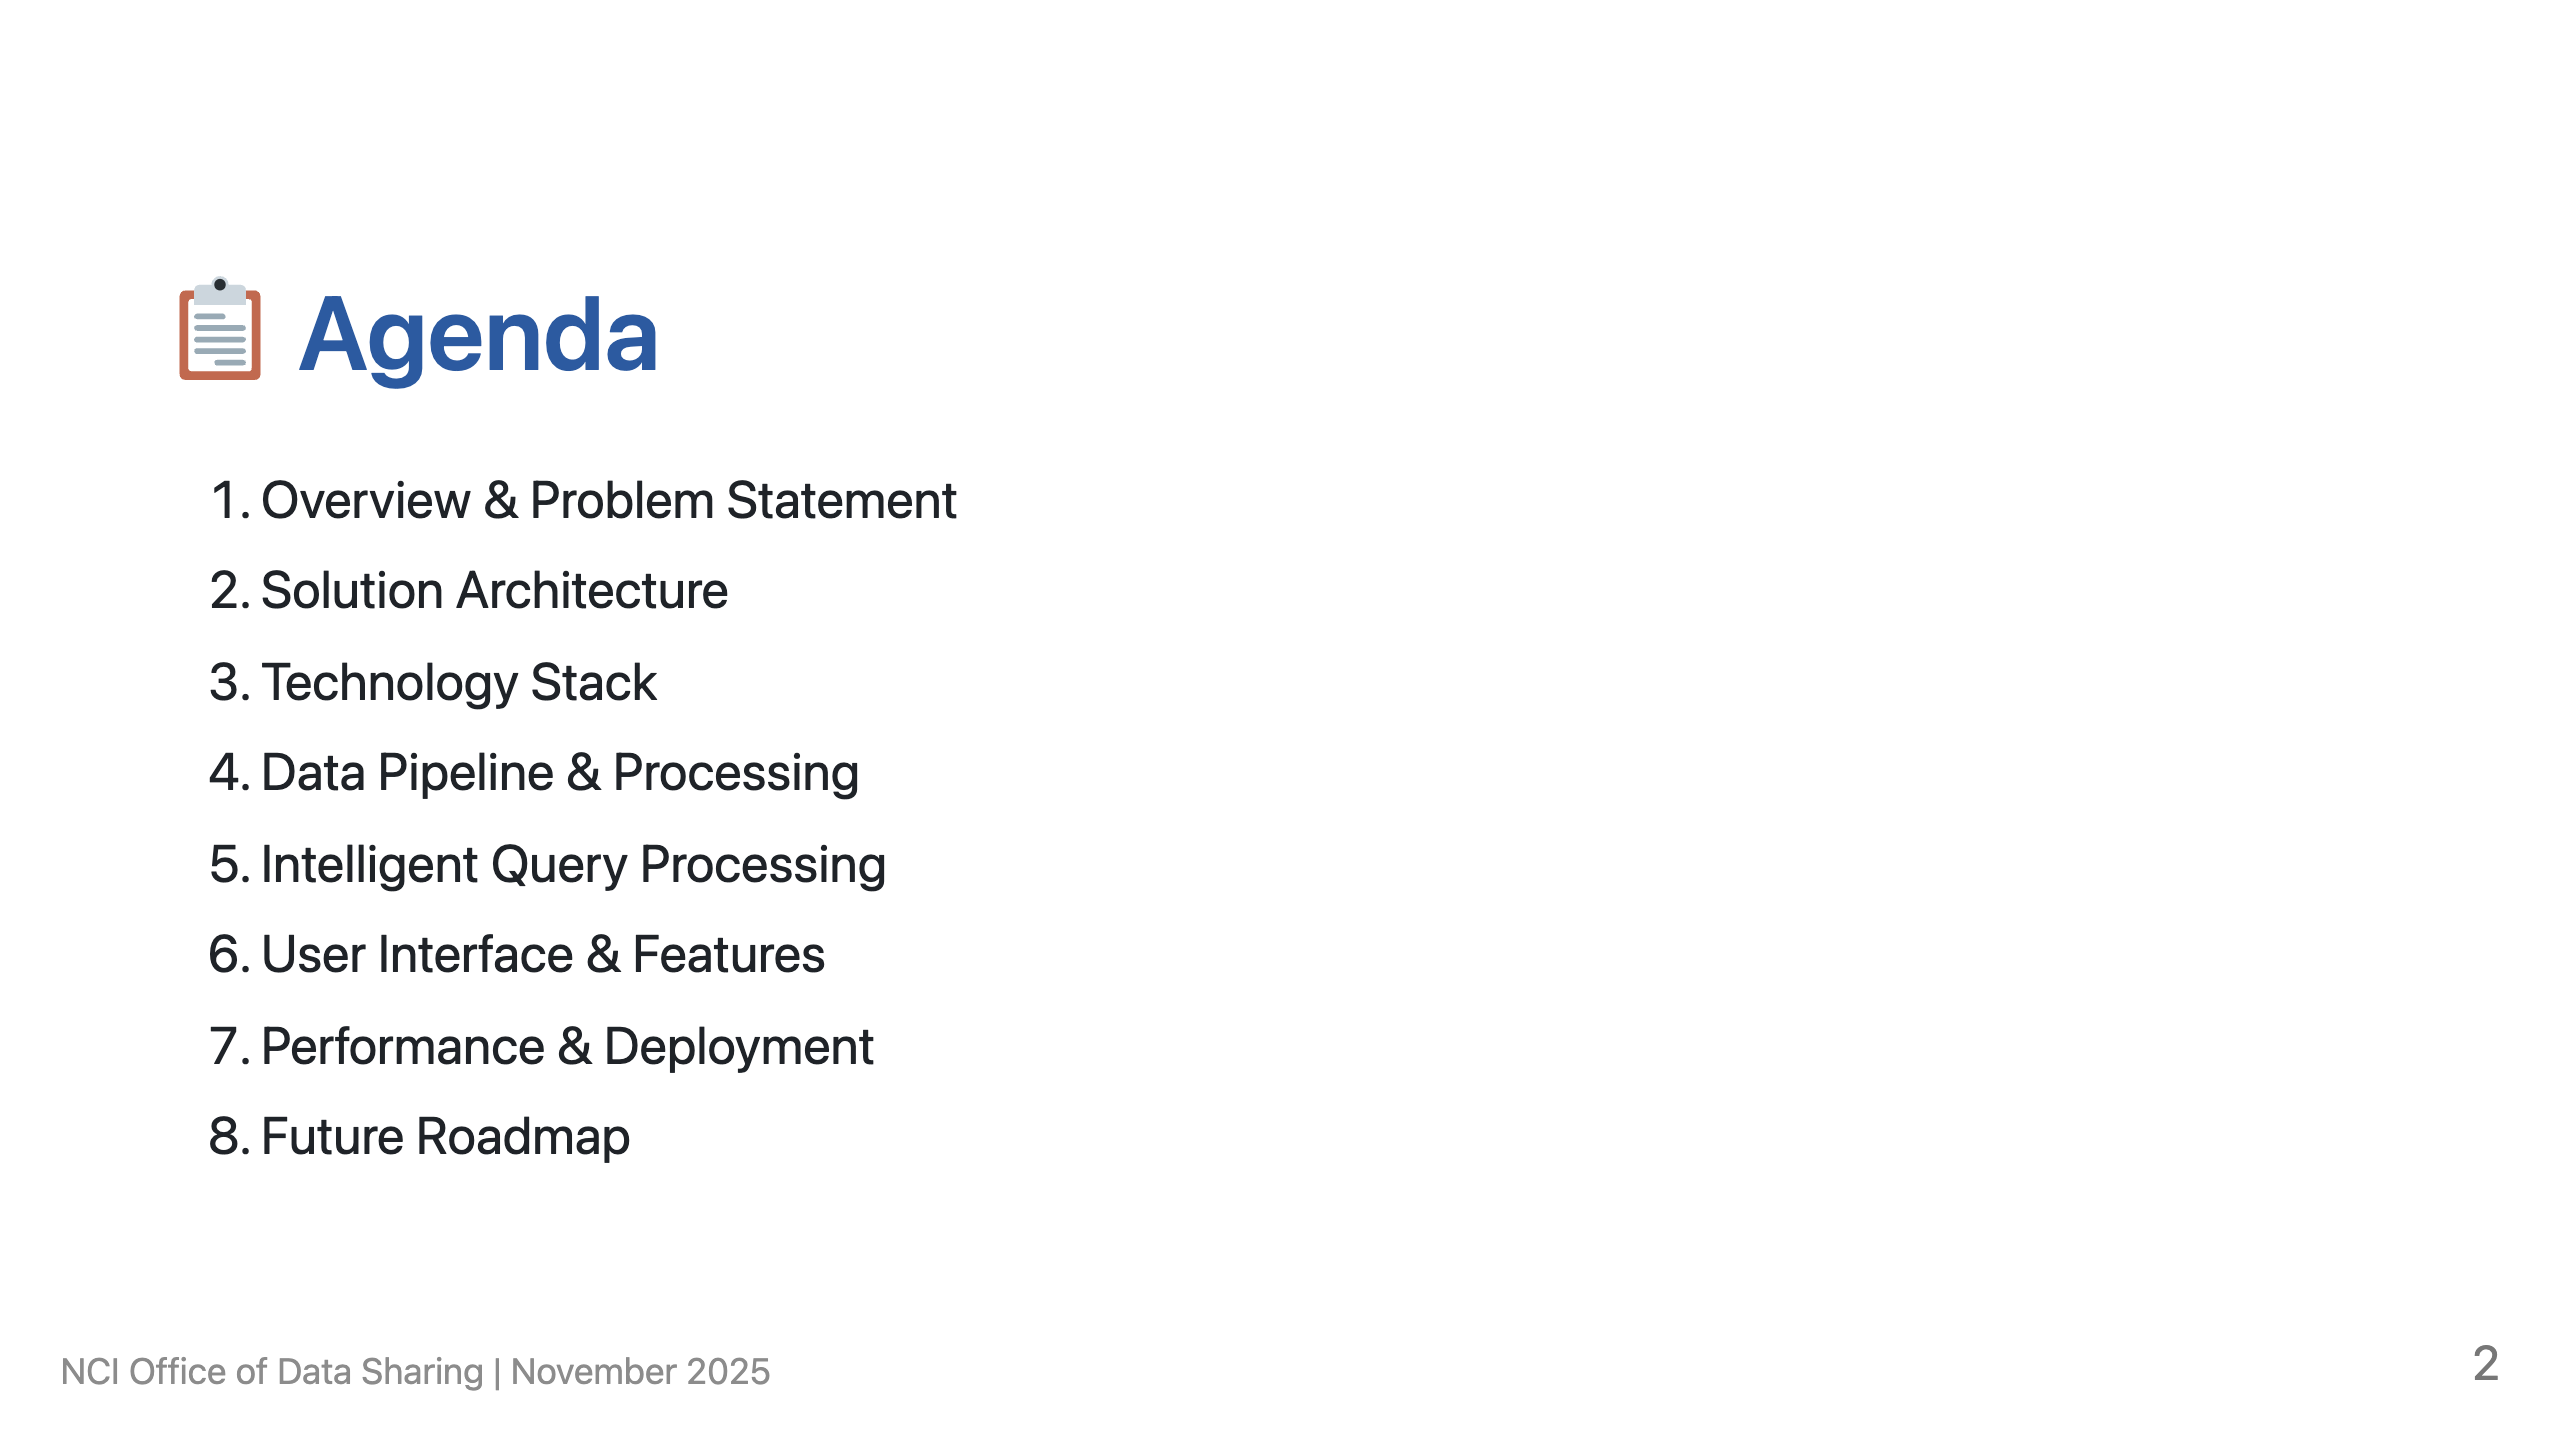 Agenda
1. Overview & Problem Statement
2. Solution Architecture
3. Technology Stack
4. Data Pipeline & Processing
5. Intelligent Query Processing
6. User Interface & Features
7. Performance & Deployment
8. Future Roadmap
NCI Office of Data Sharing | November 2025
2